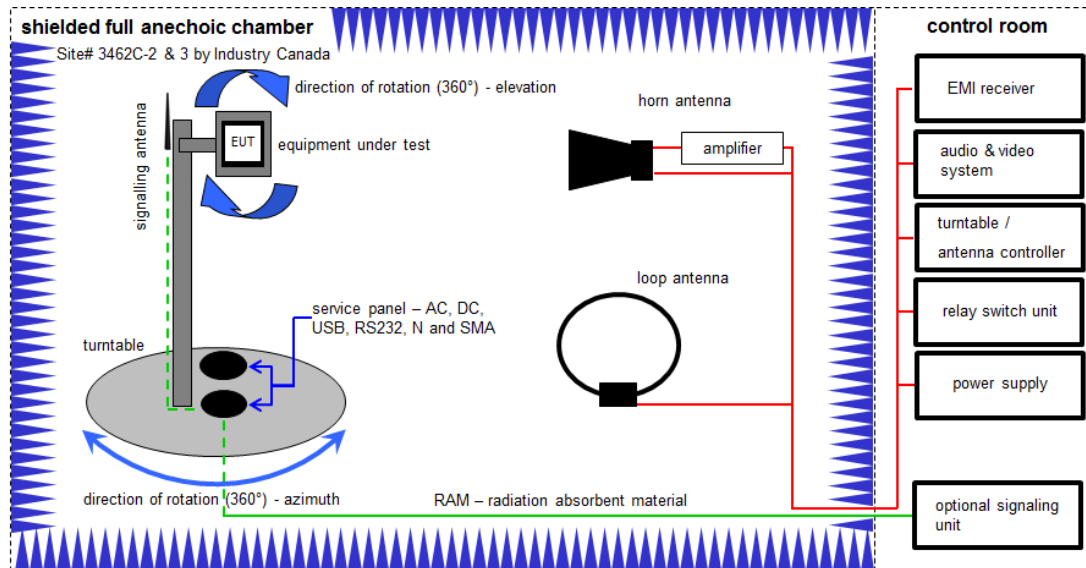 shielded full anechoic chamber
Site# 3462C-2 & 3 by Industry Canada
direction of rotation (360°) - elevation
signalling antenna
EUT
equipment under test
horn antenna
amplifier
loop antenna
service panel – AC, DC,
USB, RS232, N and SMA
turntable
direction of rotation (360°) - azimuth
RAM – radiation absorbent material
control room
EMI receiver
audio & video
system
turntable /
antenna controller
relay switch unit
power supply
optional signaling
unit